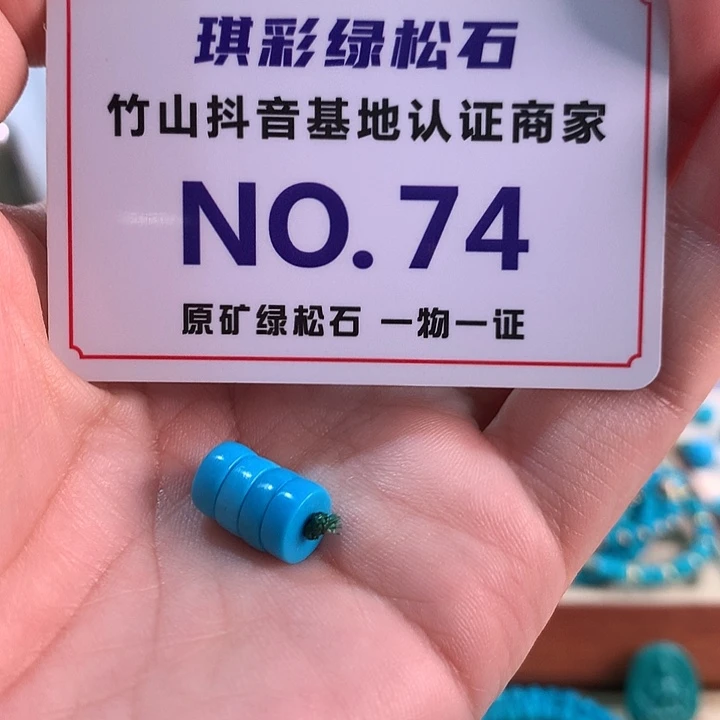 琪彩绿松石
竹山抖音基地认证商家
NO.74
原矿绿松石 一物一证